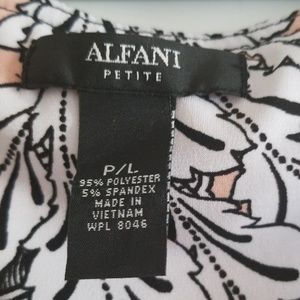 ALFANI
PETITE
P/L
95% POLYESTER
5% SPANDEX
MADE IN
VIETNAM
WPL 8046